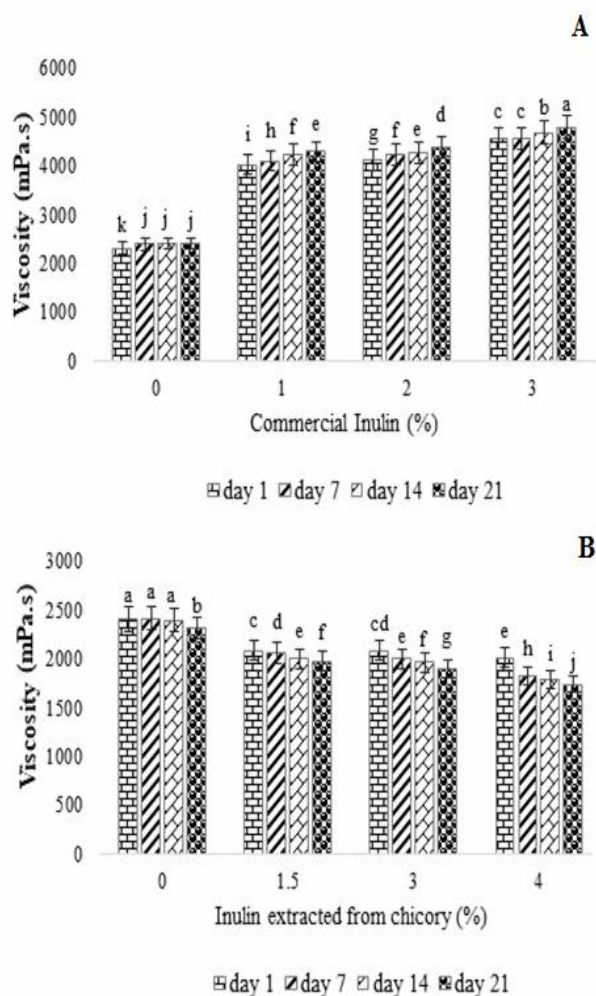 A
Viscosity (mPa.s)
6000
5000
4000
3000
2000
1000
0
k j j j
i h f e
g f e d
c c b a
0 1 2 3
Commercial Inulin (%)
day 1 day 7 day 14 day 21
B
Viscosity (mPa.s)
3000
2500
2000
1500
1000
500
0
a a a b
c d e f
cd e f g
e h i j
0 1.5 3 4
Inulin extracted from chicory (%)
day 1 day 7 day 14 day 21